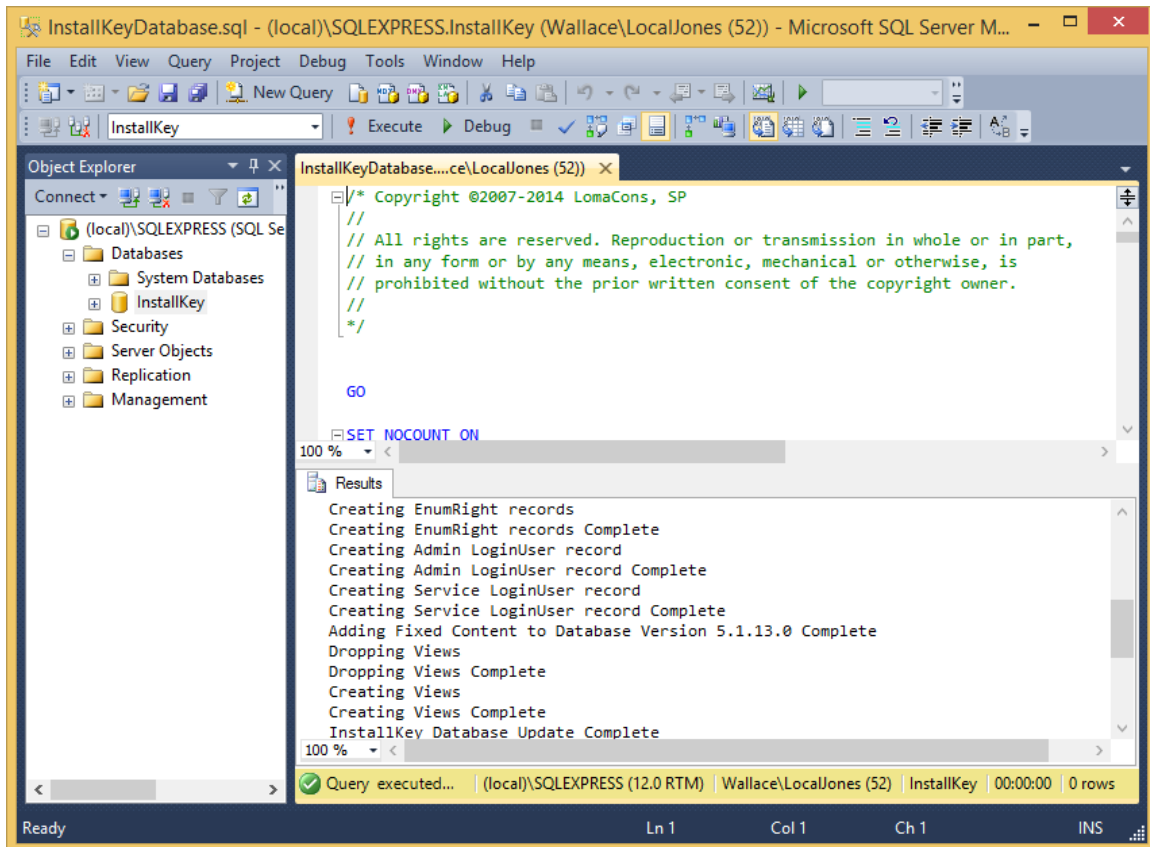 InstallKeyDatabase.sql - (local)\SQLEXPRESS.InstallKey (Wallace\LocalJones (52)) - Microsoft SQL Server M...
File Edit View Query Project Debug Tools Window Help
New Query
InstallKey Execute Debug
Object Explorer
Connect
(local)\SQLEXPRESS (SQL Se
Databases
System Databases
InstallKey
Security
Server Objects
Replication
Management
InstallKeyDatabase....ce\LocalJones (52))
/* Copyright ©2007-2014 LomaCons, SP
//
// All rights are reserved. Reproduction or transmission in whole or in part,
// in any form or by any means, electronic, mechanical or otherwise, is
// prohibited without the prior written consent of the copyright owner.
//
*/
GO
SET NOCOUNT ON
100 %
Results
Creating EnumRight records
Creating EnumRight records Complete
Creating Admin LoginUser record
Creating Admin LoginUser record Complete
Creating Service LoginUser record
Creating Service LoginUser record Complete
Adding Fixed Content to Database Version 5.1.13.0 Complete
Dropping Views
Dropping Views Complete
Creating Views
Creating Views Complete
InstallKey Database Update Complete
100 %
Query executed... (local)\SQLEXPRESS (12.0 RTM) Wallace\LocalJones (52) InstallKey 00:00:00 0 rows
Ready Ln 1 Col 1 Ch 1 INS